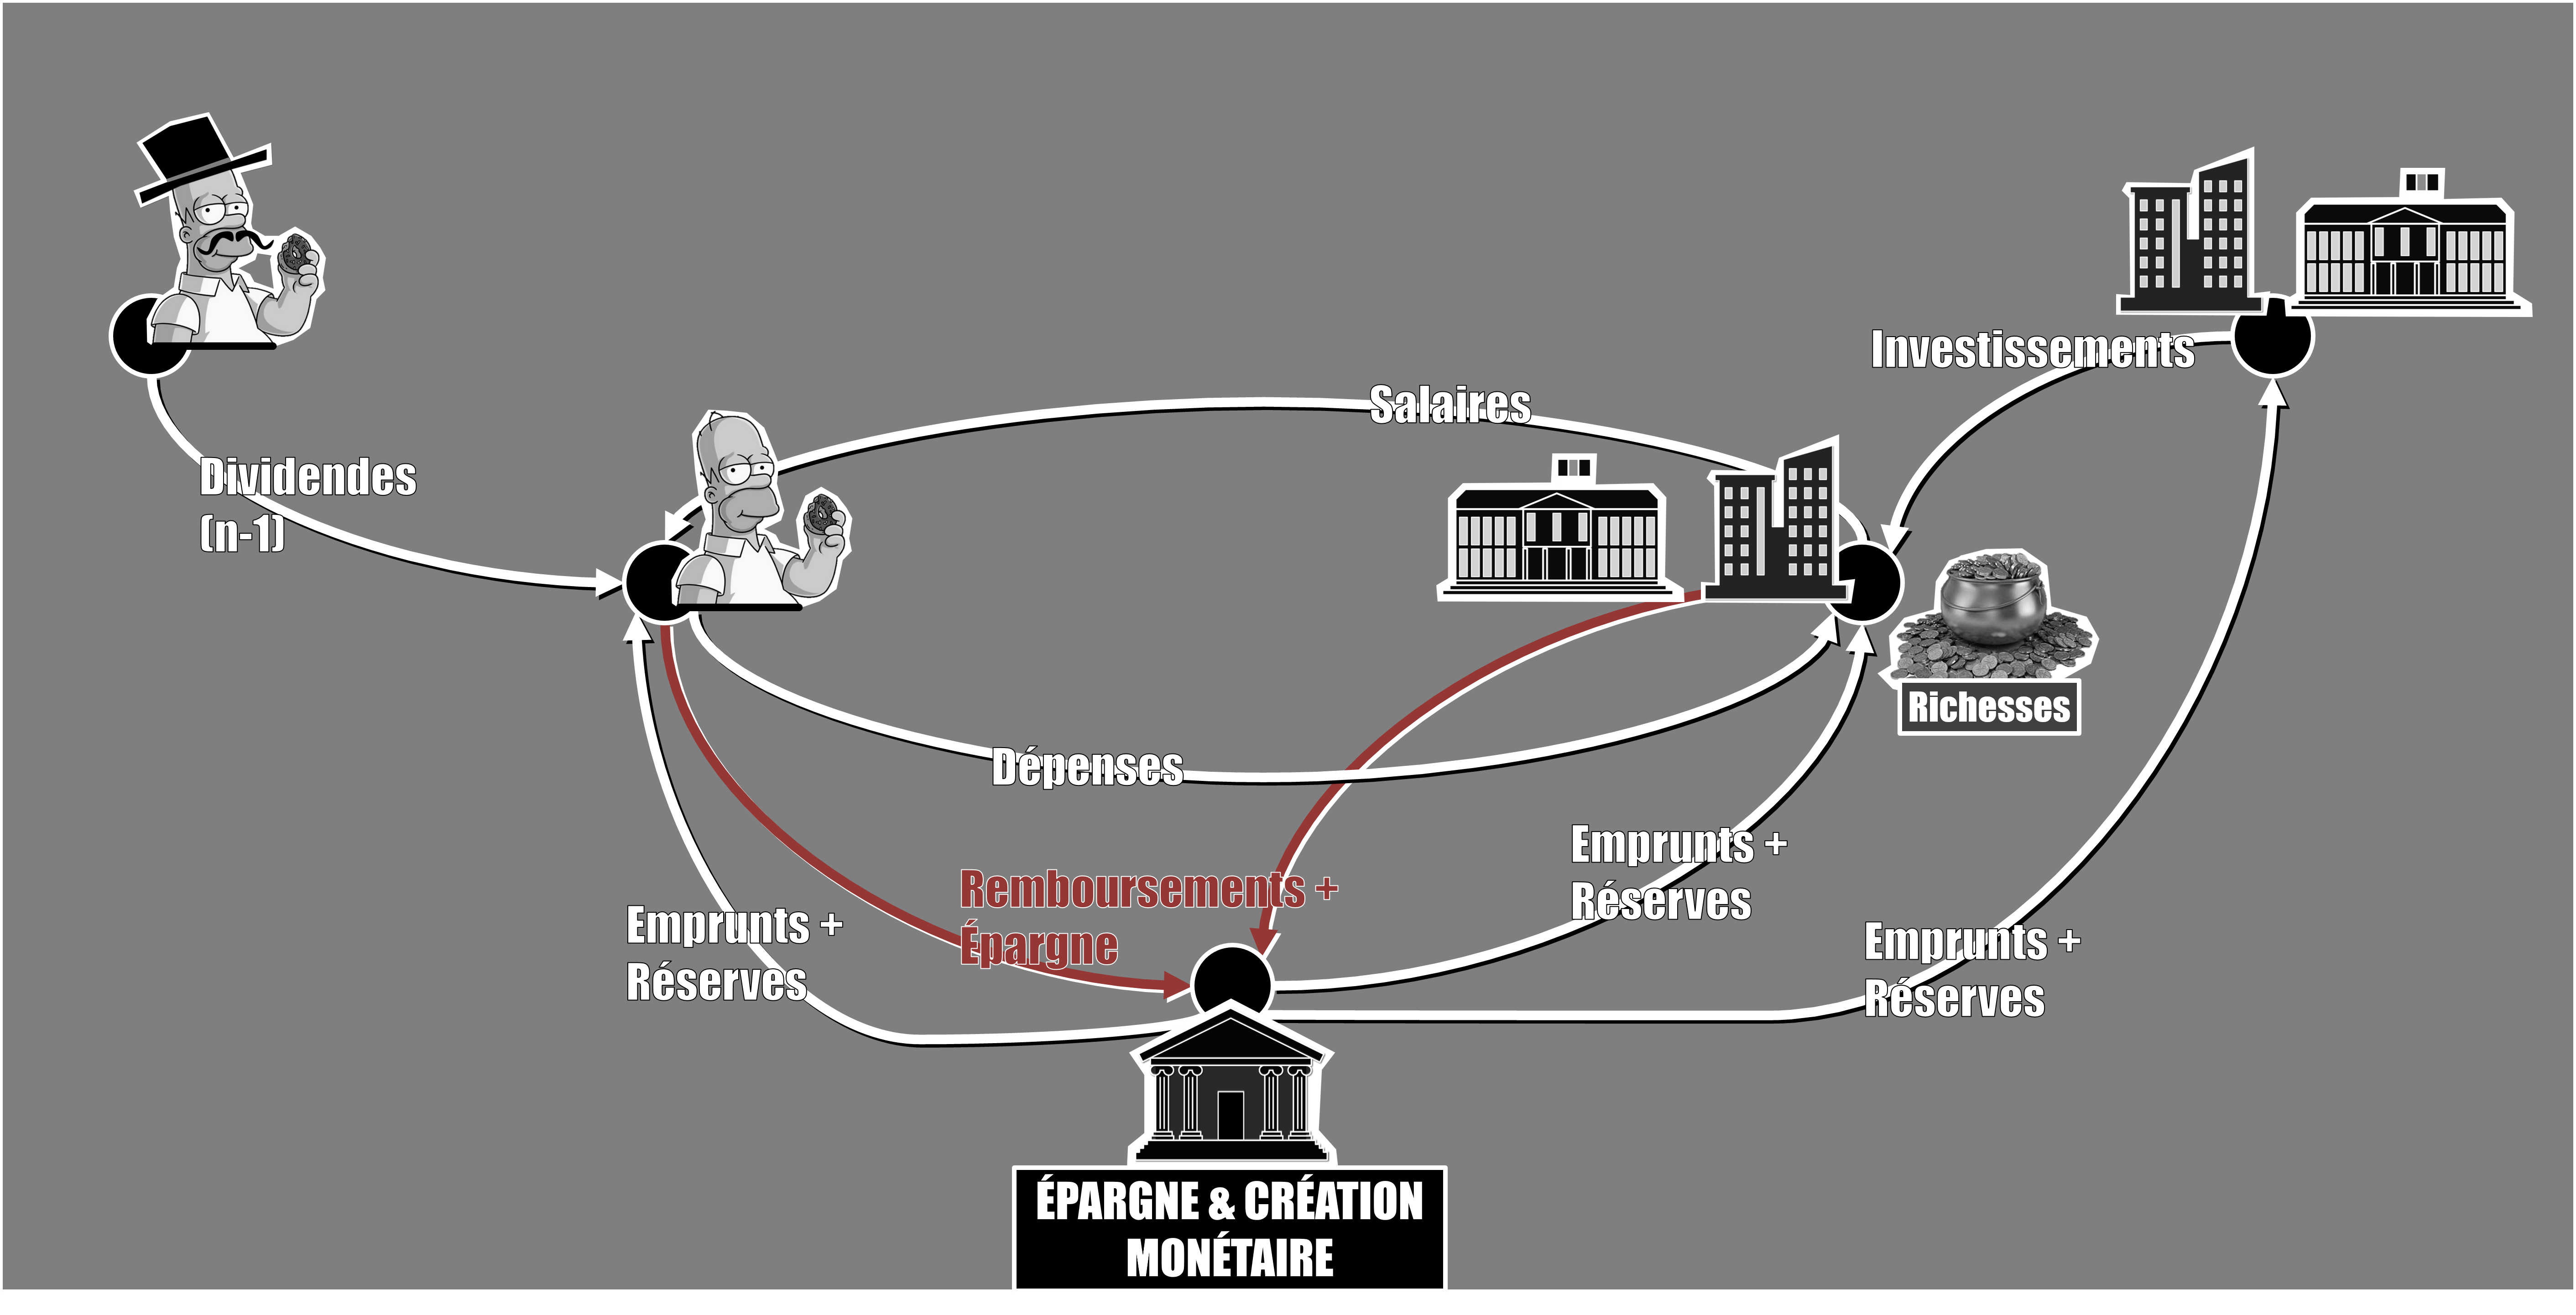 Investissements
Salaires
Dividendes
(n-1)
Richesses
Dépenses
Emprunts +
Réserves
Remboursements +
Épargne
Emprunts +
Réserves
Emprunts +
Réserves
ÉPARGNE & CRÉATION
MONÉTAIRE